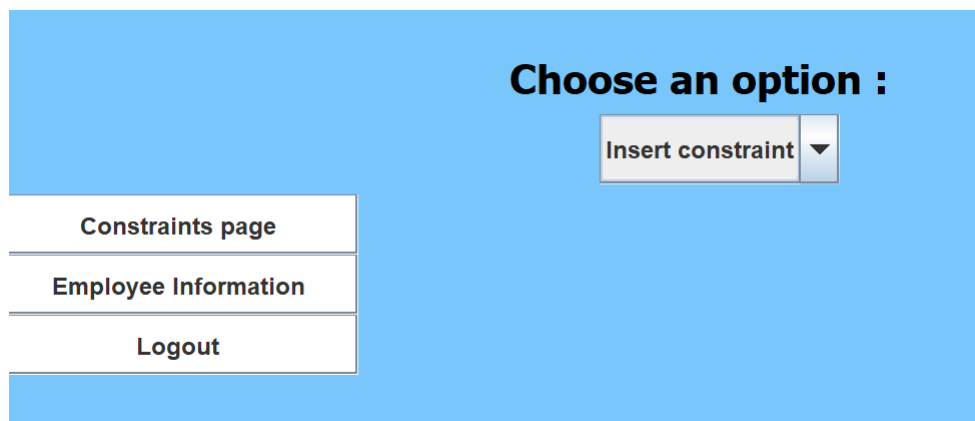 Choose an option :
Insert constraint
Constraints page
Employee Information
Logout